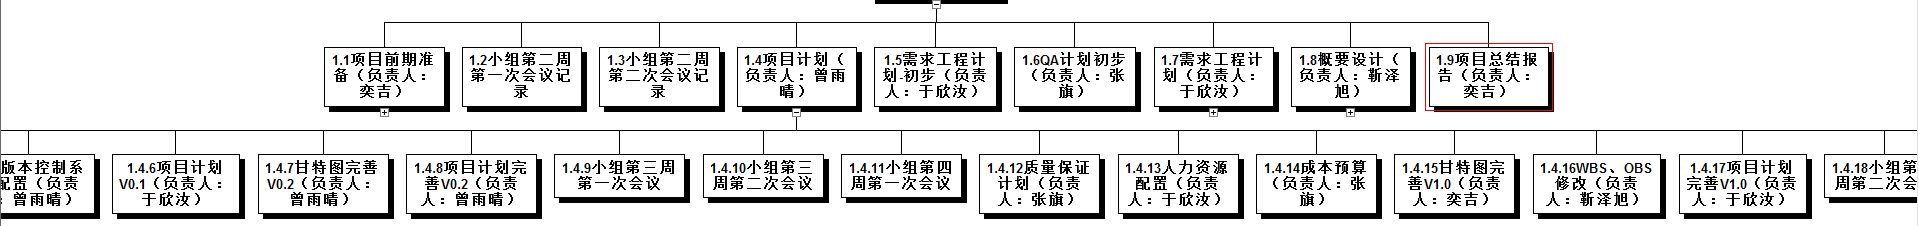 1.1项目前期准
备（负责人：
奕吉）
1.2小组第二周
第一次会议记
录
1.3小组第二周
第二次会议记
录
1.4项目计划（
负责人：曾雨
晴）
1.5需求工程计
划-初步（负责
人：于欣汝）
1.6QA计划初步
（负责人：张
旗）
1.7需求工程计
划（负责人：
于欣汝）
1.8概要设计（
负责人：靳泽
旭）
1.9项目总结报
告（负责人：
奕吉）
版本控制系
配置（负责
：曾雨晴）
1.4.6项目计划
V0.1（负责人：
于欣汝）
1.4.7甘特图完善
V0.2（负责人：
曾雨晴）
1.4.8项目计划完
善V0.2（负责
人：曾雨晴）
1.4.9小组第三周
第一次会议
1.4.10小组第三
周第二次会议
1.4.11小组第四
周第一次会议
1.4.12质量保证
计划（负责
人：张旗）
1.4.13人力资源
配置（负责
人：于欣汝）
1.4.14成本预算
（负责人：张
旗）
1.4.15甘特图完
善V1.0（负责
人：奕吉）
1.4.16WBS、OBS
修改（负责
人：靳泽旭）
1.4.17项目计划
完善V1.0（负责
人：于欣汝）
1.4.18小组第
周第二次会